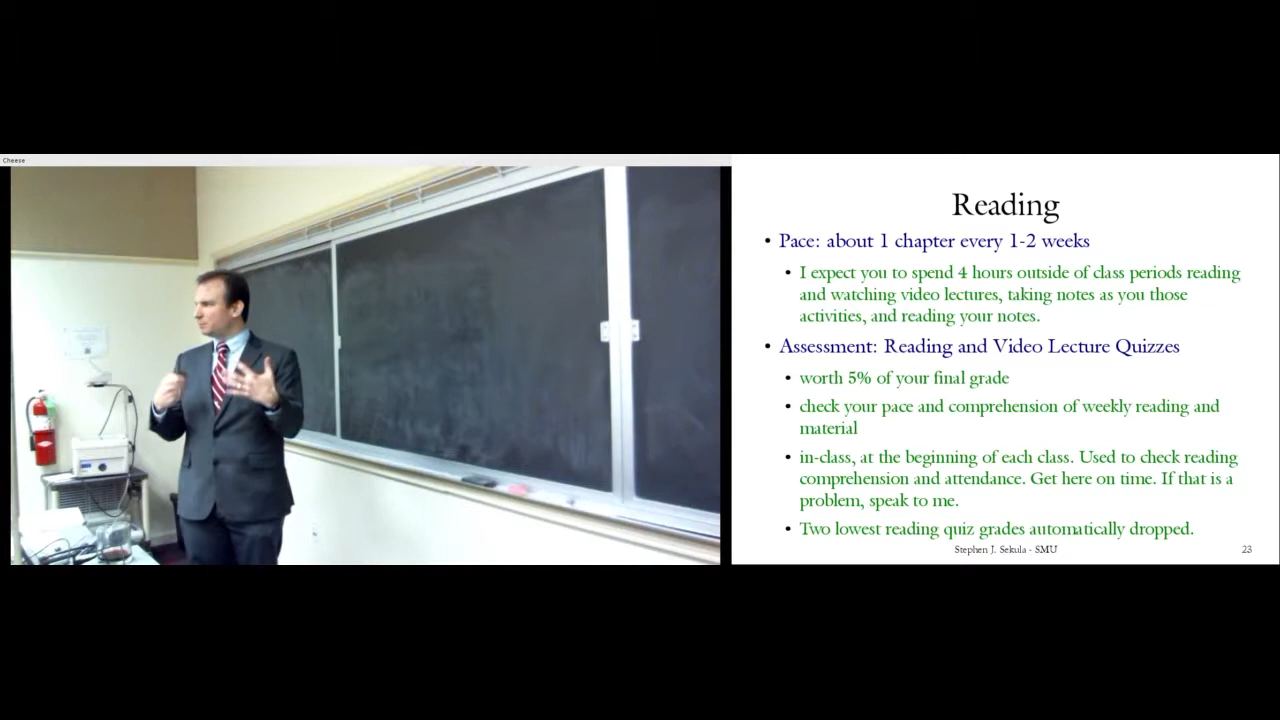 Cheese
Reading
• Pace: about 1 chapter every 1-2 weeks
• I expect you to spend 4 hours outside of class periods reading
and watching video lectures, taking notes as you those
activities, and reading your notes.
• Assessment: Reading and Video Lecture Quizzes
• worth 5% of your final grade
• check your pace and comprehension of weekly reading and
material
• in-class, at the beginning of each class. Used to check reading
comprehension and attendance. Get here on time. If that is a
problem, speak to me.
• Two lowest reading quiz grades automatically dropped.
Stephen J. Sekula - SMU
23